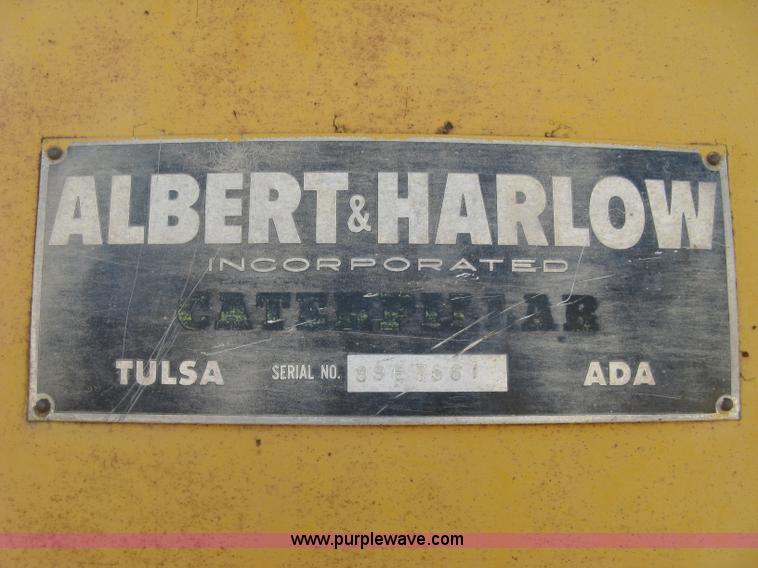 ALBERT & HARLOW
INCORPORATED
CATERPILLAR
TULSA SERIAL NO. ADA
www.purplewave.com